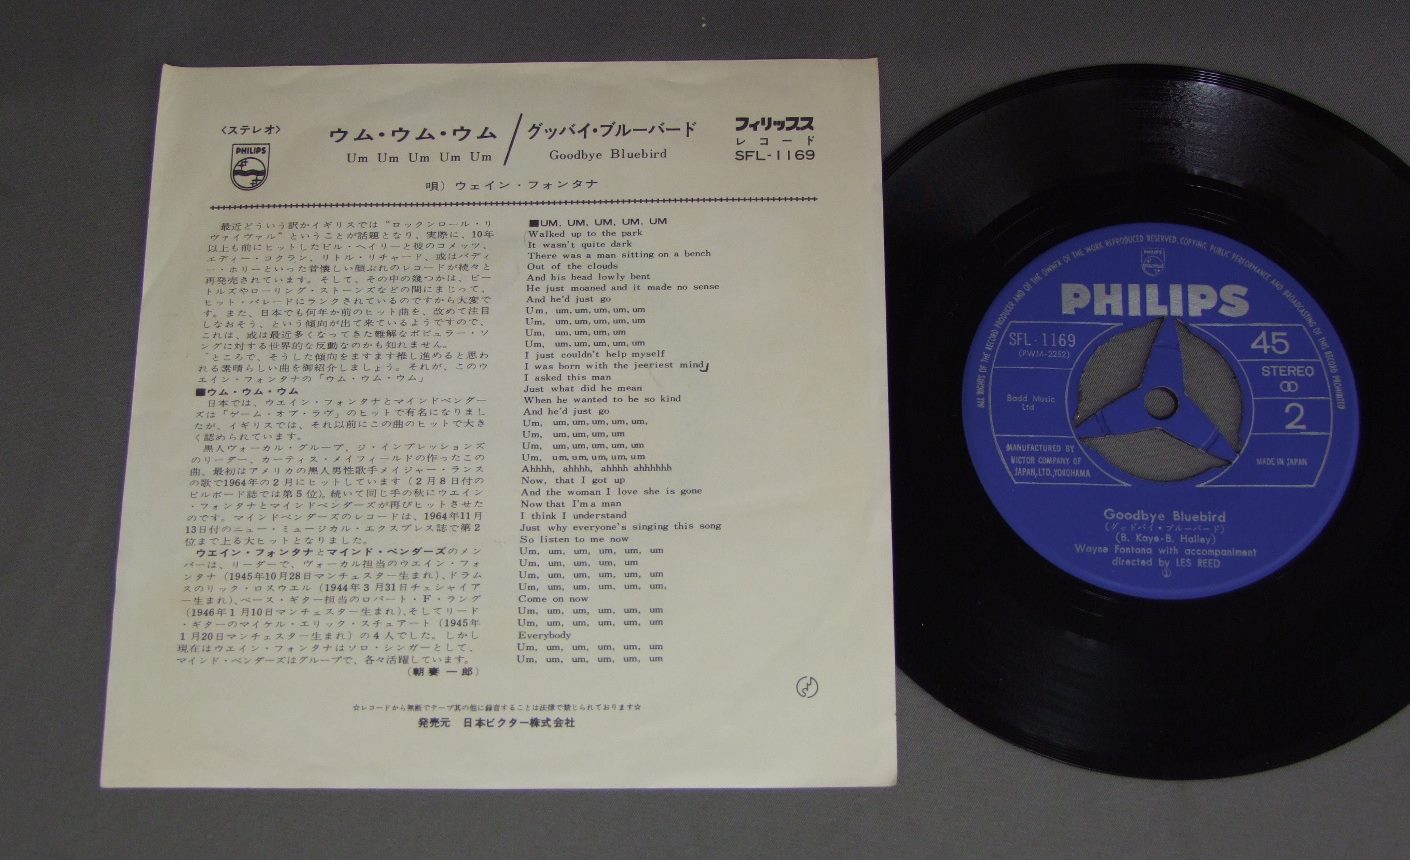 〈ステレオ〉
PHILIPS
ウム・ウム・ウム
Um Um Um Um Um
グッバイ・ブルーバード
Goodbye Bluebird
フィリップス
レコード
SFL-1169
唄）ウェイン・フォンタナ
最近どういう訳かイギリスでは“ロックンロール・リ
ヴァイヴァル”ということが話題となり、実際に、10年
以上も前にヒットしたビル・ヘイリーと彼のコメッツ、
エディー・コクラン、リトル・リチャード、或はバディ
ー・ホリーといった昔懐しい顔ぶれのレコードが続々と
再発売されています。そして、その中の幾つかは、ビー
トルズやローリング・ストーンズなどの間にまじって、
ヒット・パレードにランクされているのですから大変で
す。また、日本でも何年か前のヒット曲を、改めて注目
しなおそう、という傾向が出て来ているようですので、
これは、或は最近多くなってきた難解なポピュラー・ソ
ングに対する世界的な反動なのかも知れません。
ところで、そうした傾向をますます推し進めると思わ
れる素晴らしい曲を御紹介しましょう。それが、このウ
エイン・フォンタナの「ウム・ウム・ウム」
■ウム・ウム・ウム
日本では、ウエイン・フォンタナとマインドベンダー
ズは「ゲーム・オブ・ラヴ」のヒットで有名になりまし
たが、イギリスでは、それ以前にこの曲のヒットで大き
く認められています。
黒人ヴォーカル・グループ、ジ・インプレッションズ
のリーダー、カーティス・メイフィールドの作ったこの
曲、最初はアメリカの黒人男性歌手メイジャー・ランス
の歌で1964年の2月にヒットしています（2月8日付の
ビルボード誌では第5位）。続いて同じ手の秋にウエイン
・フォンタナとマインドベンダーズが再びヒットさせた
のです。マインドベンダーズのレコードは、1964年11月
13日付のニュー・ミュージカル・エクスプレス誌で第2
位まで上る大ヒットとなりました。
ウエイン・フォンタナとマインド・ベンダーズのメン
バーは、リーダーで、ヴォーカル担当のウエイン・フォ
ンタナ（1945年10月28日マンチェスター生まれ）、ドラム
スのリック・ロスウエル（1944年3月31日チェシャイア
ー生まれ）、ベース・ギター担当のロバート・F・ラング
（1946年1月10日マンチェスター生まれ）、そしてリード
・ギターのマイケル・エリック・スチュアート（1945年
1月20日マンチェスター生まれ）の4人でした。しかし
現在はウエイン・フォンタナはソロ・シンガーとして、
マインド・ベンダーズはグループで、各々活躍しています。
（朝妻 一郎）
■UM, UM, UM, UM, UM
Walked up to the park
It wasn't quite dark
There was a man sitting on a bench
Out of the clouds
And his head lowly bent
He just moaned and it made no sense
And he'd just go
Um, um, um, um, um, um
Um, um, um, um, um, um
Um, um, um, um, um
Um, um, um, um, um, um
I just couldn't help myself
I was born with the jeeriest mind
I asked this man
Just what did he mean
When he wanted to be so kind
And he'd just go
Um, um, um, um, um, um,
Um, um, um, um, um
Um, um, um, um, um, um
Um, um, um, um, um, um
Ahhhh, ahhhh, ahhhh ahhhhhh
Now, that I got up
And the woman I love she is gone
Now that I'm a man
I think I understand
Just why everyone's singing this song
So listen to me now
Um, um, um, um, um, um
Um, um, um, um, um
Um, um, um, um, um, um
Um, um, um, um, um, um,
Come on now
Um, um, um, um, um, um
Um, um, um, um, um, um
Everybody
Um, um, um, um, um, um
Um, um, um, um, um, um
☆レコードから無断でテープ其の他に録音することは法律で禁じられております☆
発売元 日本ビクター株式会社
ALL RIGHTS OF THE RECORD PRODUCER AND OF THE OWNER OF THE WORK REPRODUCED RESERVED. COPYING, PUBLIC PERFORMANCE AND BROADCASTING OF THE RECORD PROHIBITED
PHILIPS
SFL-1169
(PWM-2252)
Badd Music
Ltd
MANUFACTURED BY
VICTOR COMPANY OF
JAPAN, LTD., YOKOHAMA
45
STEREO
2
MADE IN JAPAN
Goodbye Bluebird
(グッドバイ・ブルーバード)
(B. Kaye-B. Halley)
Wayne Fontana with accompaniment
directed by LES REED
①